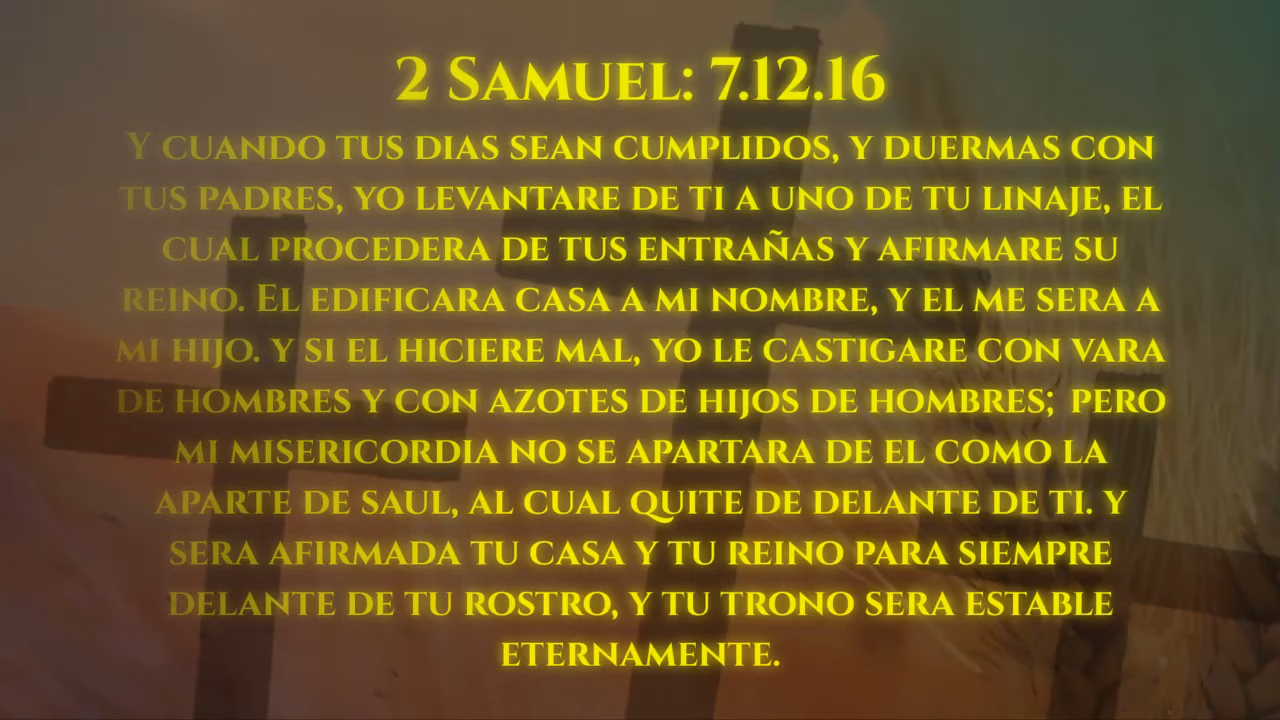 2 Samuel: 7.12.16
Y cuando tus dias sean cumplidos, y duermas con
tus padres, yo levantare de ti a uno de tu linaje, el
cual procedera de tus entrañas y afirmare su
reino. El edificara casa a mi nombre, y el me sera a
mi hijo. y si el hiciere mal, yo le castigare con vara
de hombres y con azotes de hijos de hombres; pero
mi misericordia no se apartara de el como la
aparte de saul, al cual quite de delante de ti. Y
sera afirmada tu casa y tu reino para siempre
delante de tu rostro, y tu trono sera estable
eternamente.